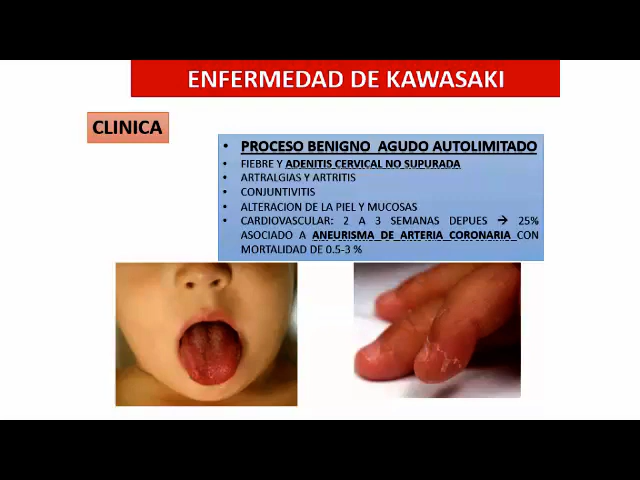 ENFERMEDAD DE KAWASAKI
CLINICA
• PROCESO BENIGNO AGUDO AUTOLIMITADO
• FIEBRE Y ADENITIS CERVICAL NO SUPURADA
• ARTRALGIAS Y ARTRITIS
• CONJUNTIVITIS
• ALTERACION DE LA PIEL Y MUCOSAS
• CARDIOVASCULAR: 2 A 3 SEMANAS DEPUES → 25%
ASOCIADO A ANEURISMA DE ARTERIA CORONARIA CON
MORTALIDAD DE 0.5-3 %